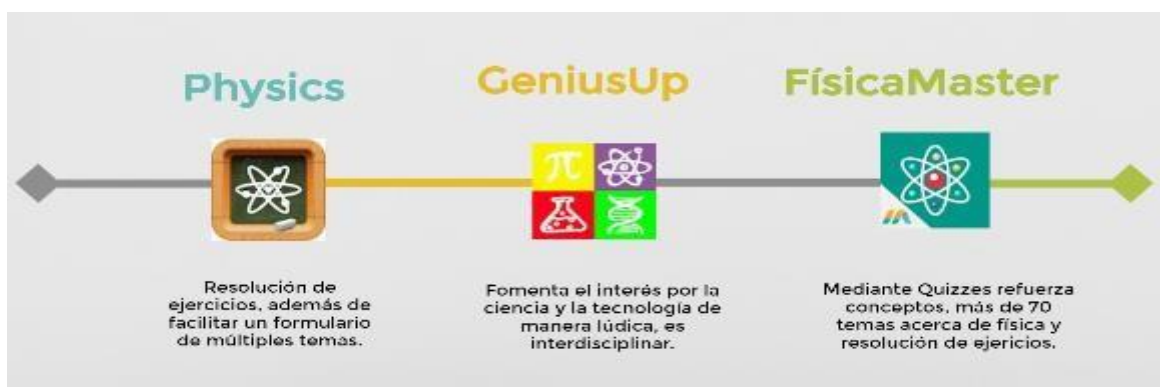 Physics
GeniusUp
FísicaMaster
π
Resolución de
ejercicios, además de
facilitar un formulario
de múltiples temas.
Fomenta el interés por la
ciencia y la tecnología de
manera lúdica, es
interdisciplinar.
Mediante Quizzes refuerza
conceptos, más de 70
temas acerca de física y
resolución de ejericios.